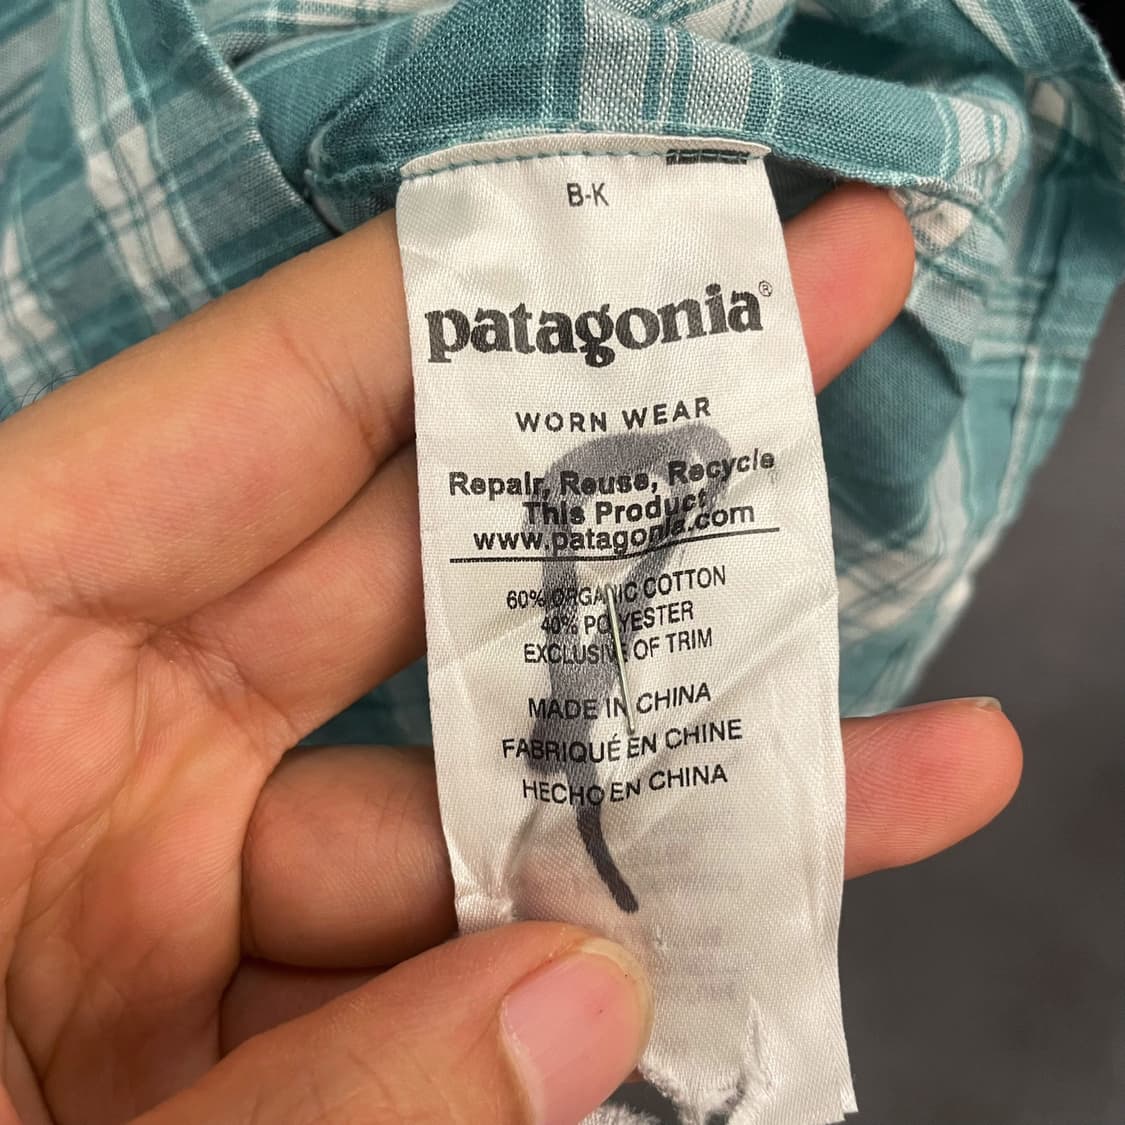 B-K
patagonia®
WORN WEAR
Repair, Reuse, Recycle
This Product
www.patagonia.com
60% ORGANIC COTTON
40% POLYESTER
EXCLUSIVE OF TRIM
MADE IN CHINA
FABRIQUÉ EN CHINE
HECHO EN CHINA